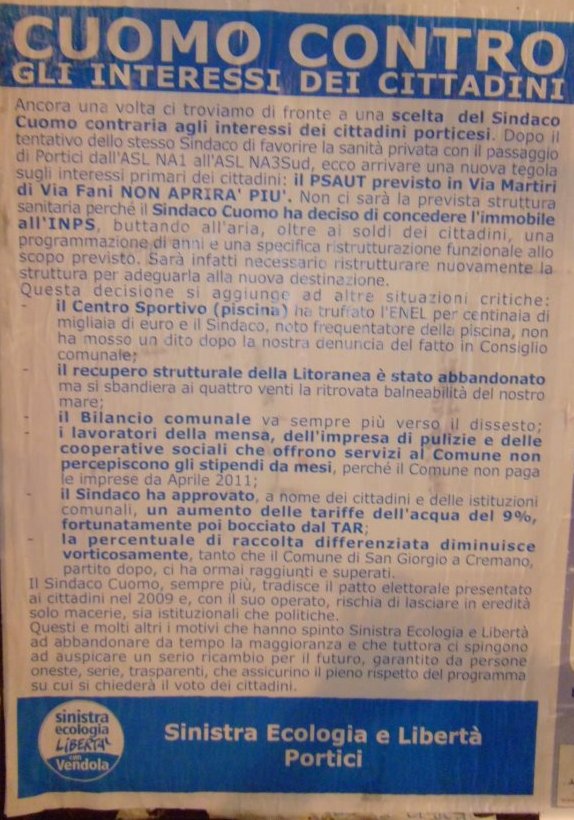 CUOMO CONTRO
GLI INTERESSI DEI CITTADINI
Ancora una volta ci troviamo di fronte a una scelta del Sindaco
Cuomo contraria agli interessi dei cittadini porticesi. Dopo il
tentativo dello stesso Sindaco di favorire la sanità privata con il passaggio
di Portici dall'ASL NA1 all'ASL NA3Sud, ecco arrivare una nuova tegola
sugli interessi primari dei cittadini: il PSAUT previsto in Via Martiri
di Via Fani NON APRIRA' PIU'. Non ci sarà la prevista struttura
sanitaria perché il Sindaco Cuomo ha deciso di concedere l'immobile
all'INPS, buttando all'aria, oltre ai soldi dei cittadini, una
programmazione di anni e una specifica ristrutturazione funzionale allo
scopo previsto. Sarà infatti necessario ristrutturare nuovamente la
struttura per adeguarla alla nuova destinazione.
Questa decisione si aggiunge ad altre situazioni critiche:
- il Centro Sportivo (piscina) ha trufrato l'ENEL per centinaia di
migliaia di euro e il Sindaco, noto frequentatore della piscina, non
ha mosso un dito dopo la nostra denuncia del fatto in Consiglio
comunale;
- il recupero strutturale della Litoranea è stato abbandonato
ma si sbandiera ai quattro venti la ritrovata balneabilità del nostro
mare;
- il Bilancio comunale va sempre più verso il dissesto;
- i lavoratori della mensa, dell'impresa di pulizie e delle
cooperative sociali che offrono servizi al Comune non
percepiscono gli stipendi da mesi, perché il Comune non paga
le imprese da Aprile 2011;
- il Sindaco ha approvato, a nome dei cittadini e delle istituzioni
comunali, un aumento delle tariffe dell'acqua del 9%,
fortunatamente poi bocciato dal TAR;
- la percentuale di raccolta differenziata diminuisce
vorticosamente, tanto che il Comune di San Giorgio a Cremano,
partito dopo, ci ha ormai raggiunti e superati.
Il Sindaco Cuomo, sempre più, tradisce il patto elettorale presentato
ai cittadini nel 2009 e, con il suo operato, rischia di lasciare in eredità
solo macerie, sia istituzionali che politiche.
Questi e molti altri i motivi che hanno spinto Sinistra Ecologia e Libertà
ad abbandonare da tempo la maggioranza e che tuttora ci spingono
ad auspicare un serio ricambio per il futuro, garantito da persone
oneste, serie, trasparenti, che assicurino il pieno rispetto del programma
su cui si chiederà il voto dei cittadini.
sinistra
ecologia
LIBERTA'
con
Vendola
Sinistra Ecologia e Libertà
Portici